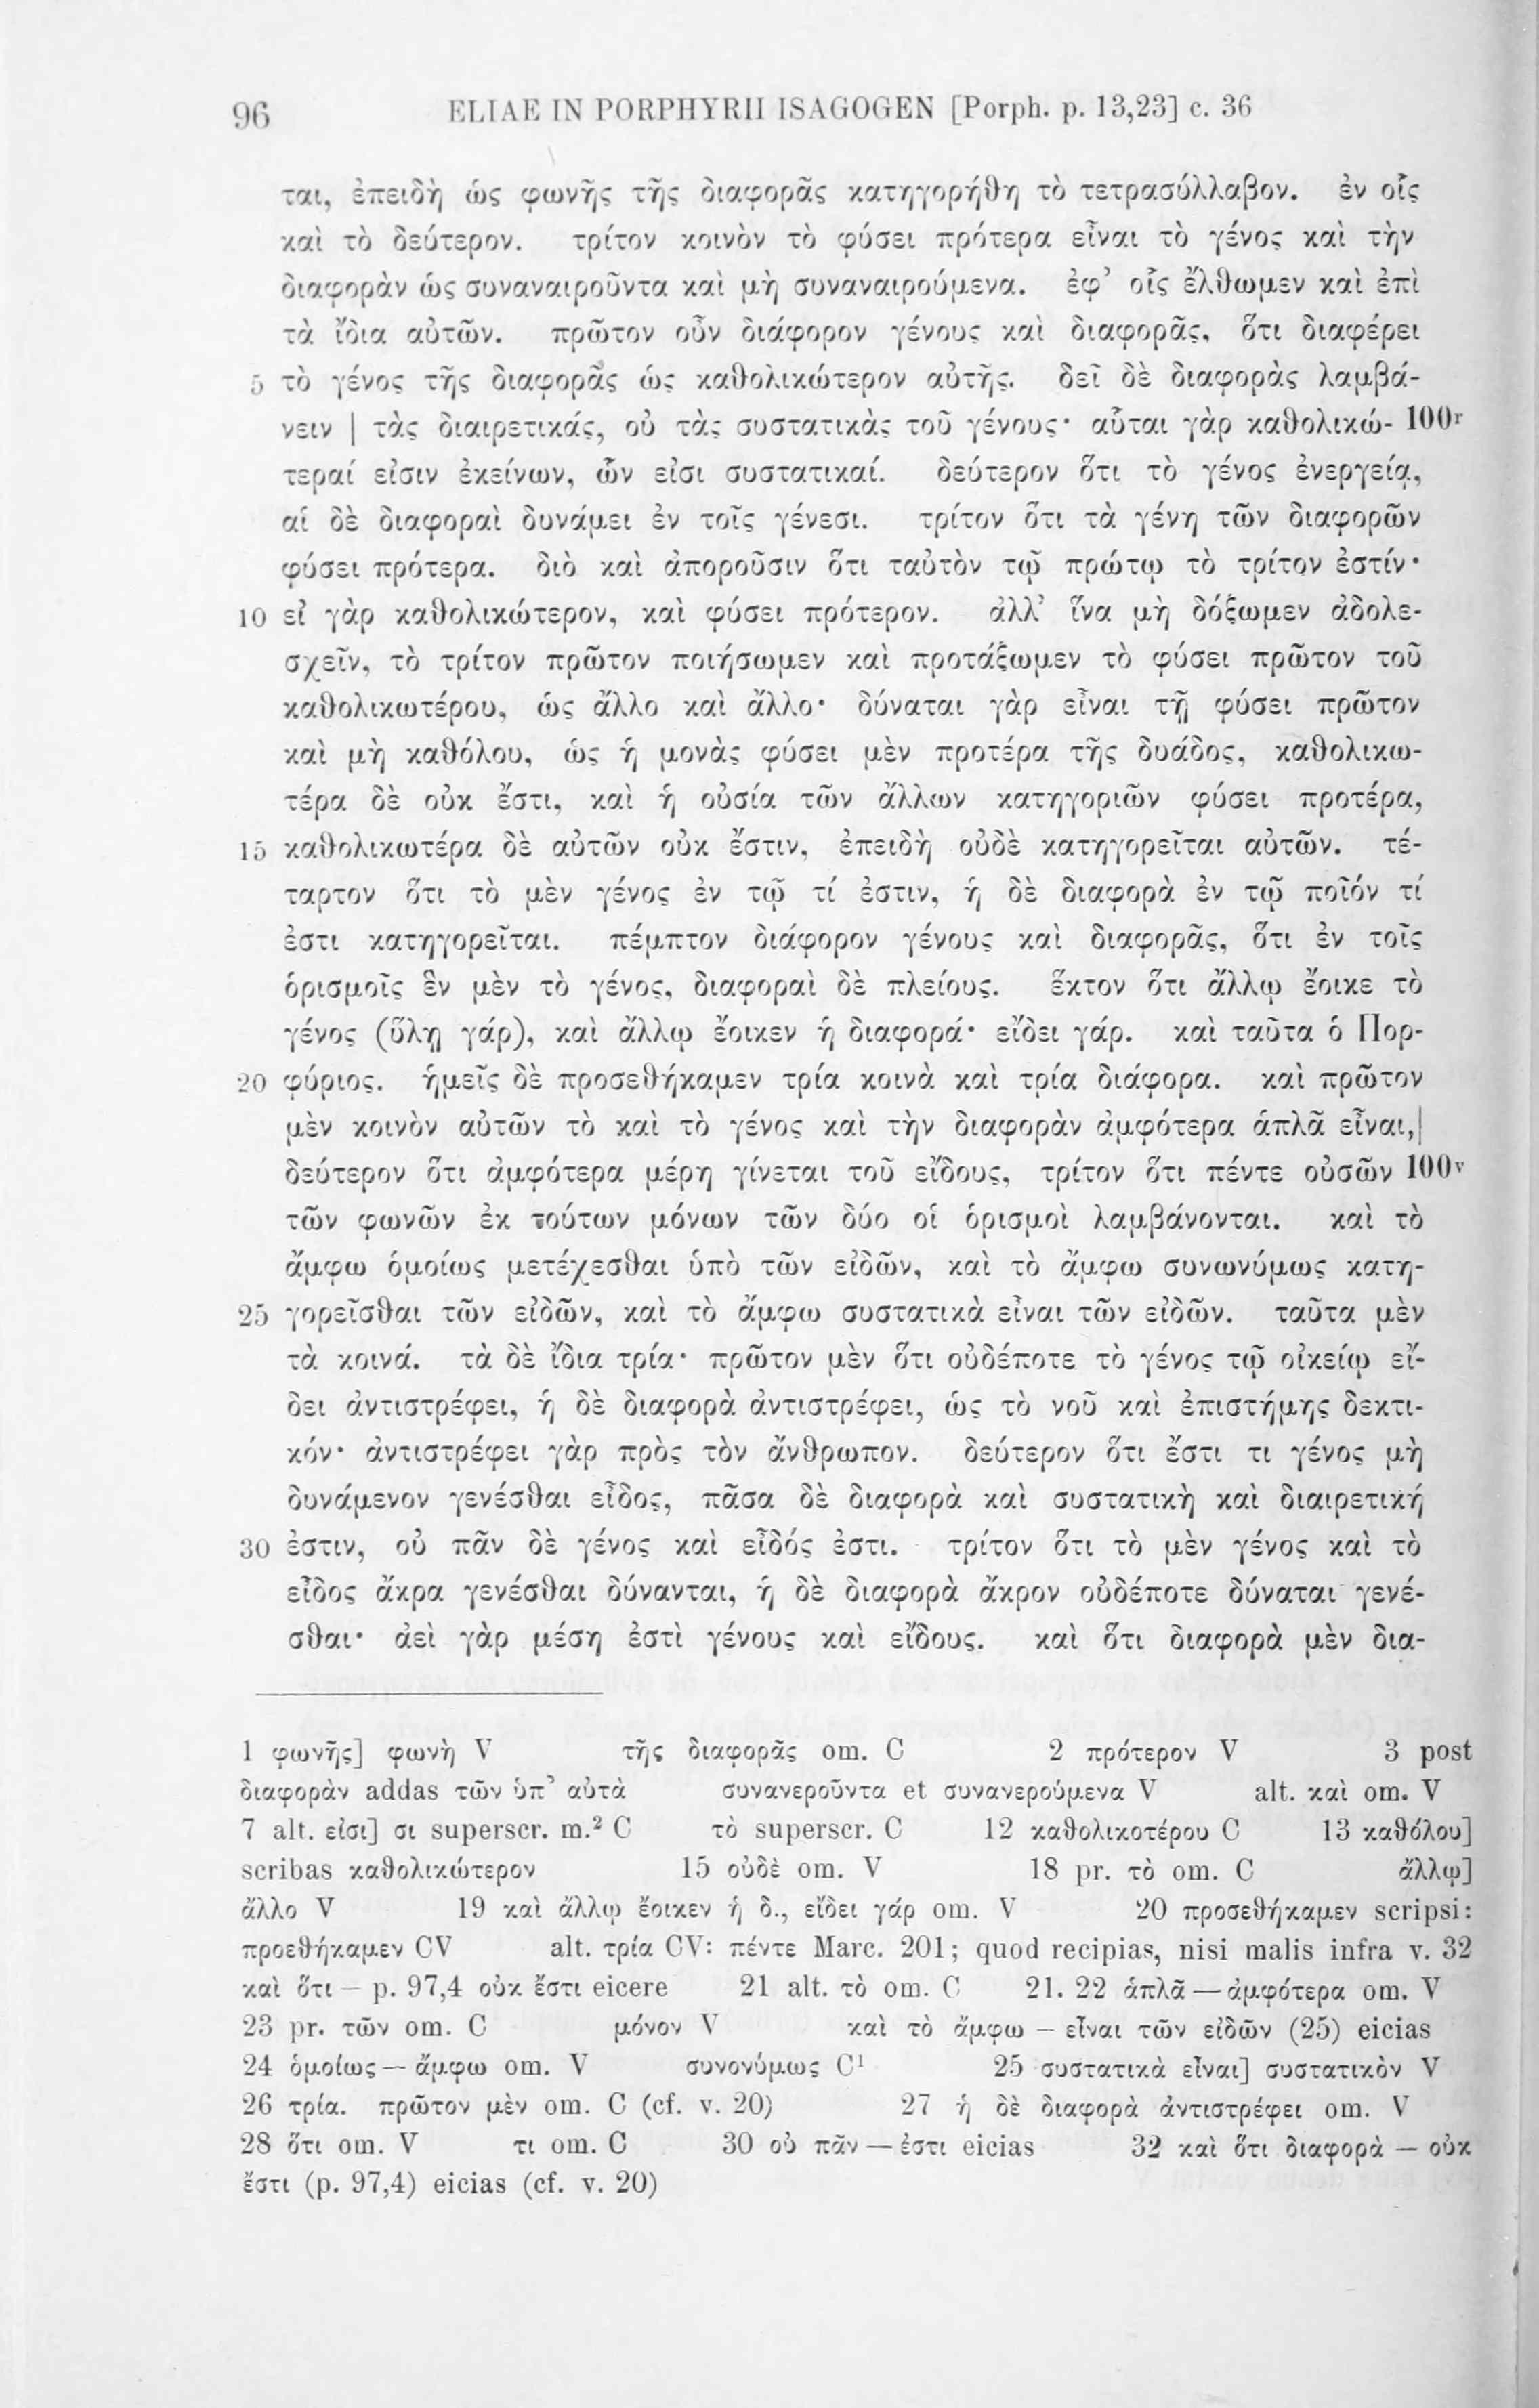 96 ELIAE IN PORPHYRII ISAGOGEN [Porph. p. 13,23] c. 36
ται, ἐπειδὴ ὡς φωνῆς τῆς διαφορᾶς κατηγορήθη τὸ τετρασύλλαβον. ἐν οἷς
καὶ τὸ δεύτερον. τρίτον κοινὸν τὸ φύσει πρότερα εἶναι τὸ γένος καὶ τὴν
διαφορὰν ὡς συναναιροῦντα καὶ μὴ συναναιρούμενα. ἐφ’ οἷς ἔλθωμεν καὶ ἐπὶ
τὰ ἴδια αὐτῶν. πρῶτον οὖν διάφορον γένους καὶ διαφορᾶς, ὅτι διαφέρει
5 τὸ γένος τῆς διαφορᾶς ὡς καθολικώτερον αὐτῆς. δεῖ δὲ διαφορὰς λαμβά-
νειν | τὰς διαιρετικάς, οὐ τὰς συστατικὰς τοῦ γένους· αὗται γὰρ καθολικώ- 100r
τεραί εἰσιν ἐκείνων, ὧν εἰσι συστατικαί. δεύτερον ὅτι τὸ γένος ἐνεργείᾳ,
αἱ δὲ διαφοραὶ δυνάμει ἐν τοῖς γένεσι. τρίτον ὅτι τὰ γένη τῶν διαφορῶν
φύσει πρότερα. διὸ καὶ ἀποροῦσιν ὅτι ταὐτὸν τῷ πρώτῳ τὸ τρίτον ἐστίν·
10 εἰ γὰρ καθολικώτερον, καὶ φύσει πρότερον. ἀλλ’ ἵνα μὴ δόξωμεν ἀδολε-
σχεῖν, τὸ τρίτον πρῶτον ποιήσωμεν καὶ προτάξωμεν τὸ φύσει πρῶτον τοῦ
καθολικωτέρου, ὡς ἄλλο καὶ ἄλλο· δύναται γὰρ εἶναι τῇ φύσει πρῶτον
καὶ μὴ καθόλου, ὡς ἡ μονὰς φύσει μὲν προτέρα τῆς δυάδος, καθολικω-
τέρα δὲ οὐκ ἔστι, καὶ ἡ οὐσία τῶν ἄλλων κατηγοριῶν φύσει προτέρα,
15 καθολικωτέρα δὲ αὐτῶν οὐκ ἔστιν, ἐπειδὴ οὐδὲ κατηγορεῖται αὐτῶν. τέ-
ταρτον ὅτι τὸ μὲν γένος ἐν τῷ τί ἐστιν, ἡ δὲ διαφορὰ ἐν τῷ ποῖόν τί
ἐστι κατηγορεῖται. πέμπτον διάφορον γένους καὶ διαφορᾶς, ὅτι ἐν τοῖς
ὁρισμοῖς ἓν μὲν τὸ γένος, διαφοραὶ δὲ πλείους. ἕκτον ὅτι ἄλλῳ ἔοικε τὸ
γένος (ὕλῃ γάρ), καὶ ἄλλῳ ἔοικεν ἡ διαφορά· εἴδει γάρ. καὶ ταῦτα ὁ Πορ-
20 φύριος. ἡμεῖς δὲ προσεθήκαμεν τρία κοινὰ καὶ τρία διάφορα. καὶ πρῶτον
μὲν κοινὸν αὐτῶν τὸ καὶ τὸ γένος καὶ τὴν διαφορὰν ἀμφότερα ἁπλᾶ εἶναι,|
δεύτερον ὅτι ἀμφότερα μέρη γίνεται τοῦ εἴδους, τρίτον ὅτι πέντε οὐσῶν 100v
τῶν φωνῶν ἐκ τούτων μόνων τῶν δύο οἱ ὁρισμοὶ λαμβάνονται. καὶ τὸ
ἄμφω ὁμοίως μετέχεσθαι ὑπὸ τῶν εἰδῶν, καὶ τὸ ἄμφω συνωνύμως κατη-
25 γορεῖσθαι τῶν εἰδῶν, καὶ τὸ ἄμφω συστατικὰ εἶναι τῶν εἰδῶν. ταῦτα μὲν
τὰ κοινά. τὰ δὲ ἴδια τρία· πρῶτον μὲν ὅτι οὐδέποτε τὸ γένος τῷ οἰκείῳ εἴ-
δει ἀντιστρέφει, ἡ δὲ διαφορὰ ἀντιστρέφει, ὡς τὸ νοῦ καὶ ἐπιστήμης δεκτι-
κόν· ἀντιστρέφει γὰρ πρὸς τὸν ἄνθρωπον. δεύτερον ὅτι ἔστι τι γένος μὴ
δυνάμενον γενέσθαι εἶδος, πᾶσα δὲ διαφορὰ καὶ συστατικὴ καὶ διαιρετική
30 ἐστιν, οὐ πᾶν δὲ γένος καὶ εἶδός ἐστι. τρίτον ὅτι τὸ μὲν γένος καὶ τὸ
εἶδος ἄκρα γενέσθαι δύνανται, ἡ δὲ διαφορὰ ἄκρον οὐδέποτε δύναται γενέ-
σθαι· ἀεὶ γὰρ μέση ἐστὶ γένους καὶ εἴδους. καὶ ὅτι διαφορὰ μὲν δια-
1 φωνῆς] φωνὴ V τῆς διαφορᾶς om. C 2 πρότερον V 3 post
διαφορὰν addas τῶν ὑπ’ αὐτὰ συνανεροῦντα et συνανερούμενα V alt. καὶ om. V
7 alt. εἰσι] σι superscr. m.² C τὸ superscr. C 12 καθολικοτέρου C 13 καθόλου]
scribas καθολικώτερον 15 οὐδὲ om. V 18 pr. τὸ om. C ἄλλῳ]
ἄλλο V 19 καὶ ἄλλῳ ἔοικεν ἡ δ., εἴδει γάρ om. V 20 προσεθήκαμεν scripsi:
προεθήκαμεν CV alt. τρία CV: πέντε Marc. 201; quod recipias, nisi malis infra v. 32
καὶ ὅτι — p. 97,4 οὐκ ἔστι eicere 21 alt. τὸ om. C 21. 22 ἁπλᾶ — ἀμφότερα om. V
23 pr. τῶν om. C μόνον V καὶ τὸ ἄμφω — εἶναι τῶν εἰδῶν (25) eicias
24 ὁμοίως — ἄμφω om. V συνονύμως C¹ 25 συστατικὰ εἶναι] συστατικὸν V
26 τρία. πρῶτον μὲν om. C (cf. v. 20) 27 ἡ δὲ διαφορὰ ἀντιστρέφει om. V
28 ὅτι om. V τι om. C 30 οὐ πᾶν — ἐστι eicias 32 καὶ ὅτι διαφορὰ — οὐκ
ἔστι (p. 97,4) eicias (cf. v. 20)